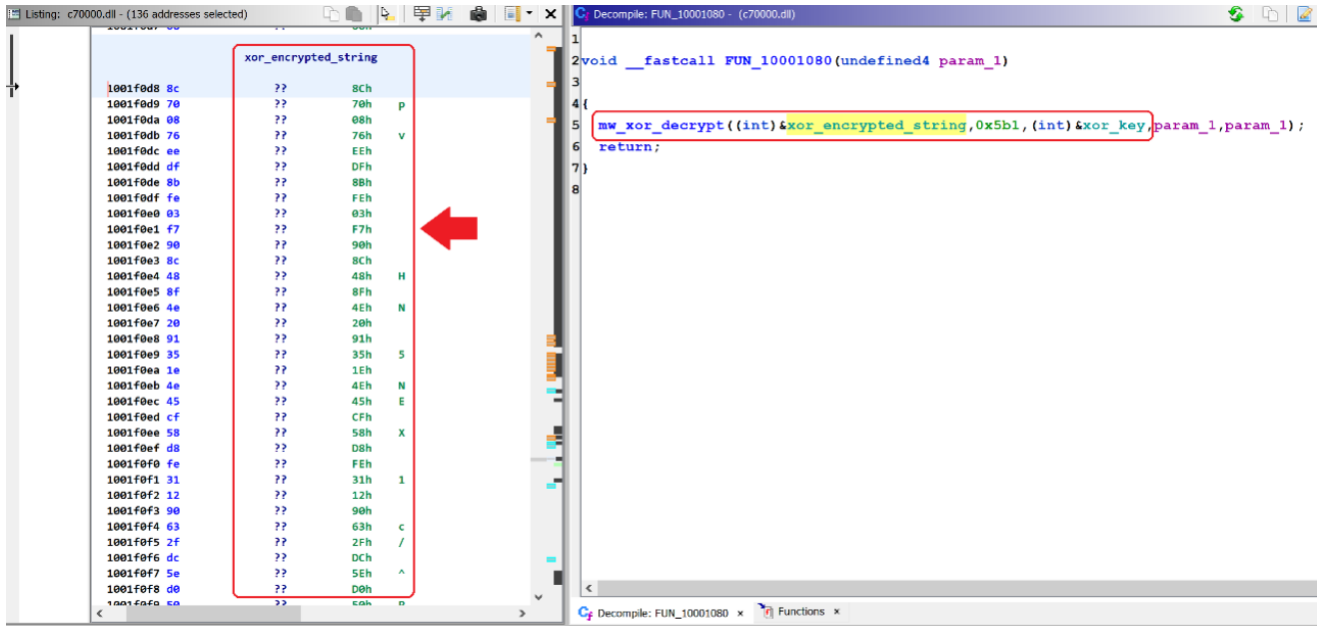 Listing: c70000.dll - (136 addresses selected)
xor_encrypted_string
1001f0d8 8c ?? 8Ch
1001f0d9 70 ?? 70h p
1001f0da 08 ?? 08h
1001f0db 76 ?? 76h v
1001f0dc ee ?? EEh
1001f0dd df ?? DFh
1001f0de 8b ?? 8Bh
1001f0df fe ?? FEh
1001f0e0 03 ?? 03h
1001f0e1 f7 ?? F7h
1001f0e2 90 ?? 90h
1001f0e3 8c ?? 8Ch
1001f0e4 48 ?? 48h H
1001f0e5 8f ?? 8Fh
1001f0e6 4e ?? 4Eh N
1001f0e7 20 ?? 20h
1001f0e8 91 ?? 91h
1001f0e9 35 ?? 35h 5
1001f0ea 1e ?? 1Eh
1001f0eb 4e ?? 4Eh N
1001f0ec 45 ?? 45h E
1001f0ed cf ?? CFh
1001f0ee 58 ?? 58h X
1001f0ef d8 ?? D8h
1001f0f0 fe ?? FEh
1001f0f1 31 ?? 31h 1
1001f0f2 12 ?? 12h
1001f0f3 90 ?? 90h
1001f0f4 63 ?? 63h c
1001f0f5 2f ?? 2Fh /
1001f0f6 dc ?? DCh
1001f0f7 5e ?? 5Eh ^
1001f0f8 d0 ?? D0h
Decompile: FUN_10001080 - (c70000.dll)
1
2 void __fastcall FUN_10001080(undefined4 param_1)
3
4 {
5 mw_xor_decrypt((int)&xor_encrypted_string,0x5b1,(int)&xor_key,param_1,param_1);
6 return;
7 }
8
Decompile: FUN_10001080 × Functions ×